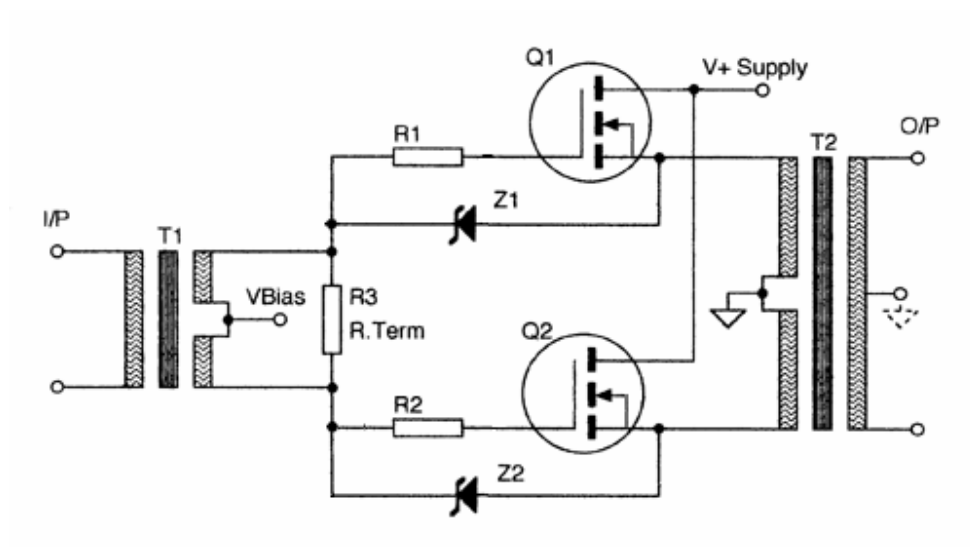 Q1
V+ Supply
O/P
R1
T2
Z1
I/P
T1
VBias
R3
R.Term
Q2
R2
Z2